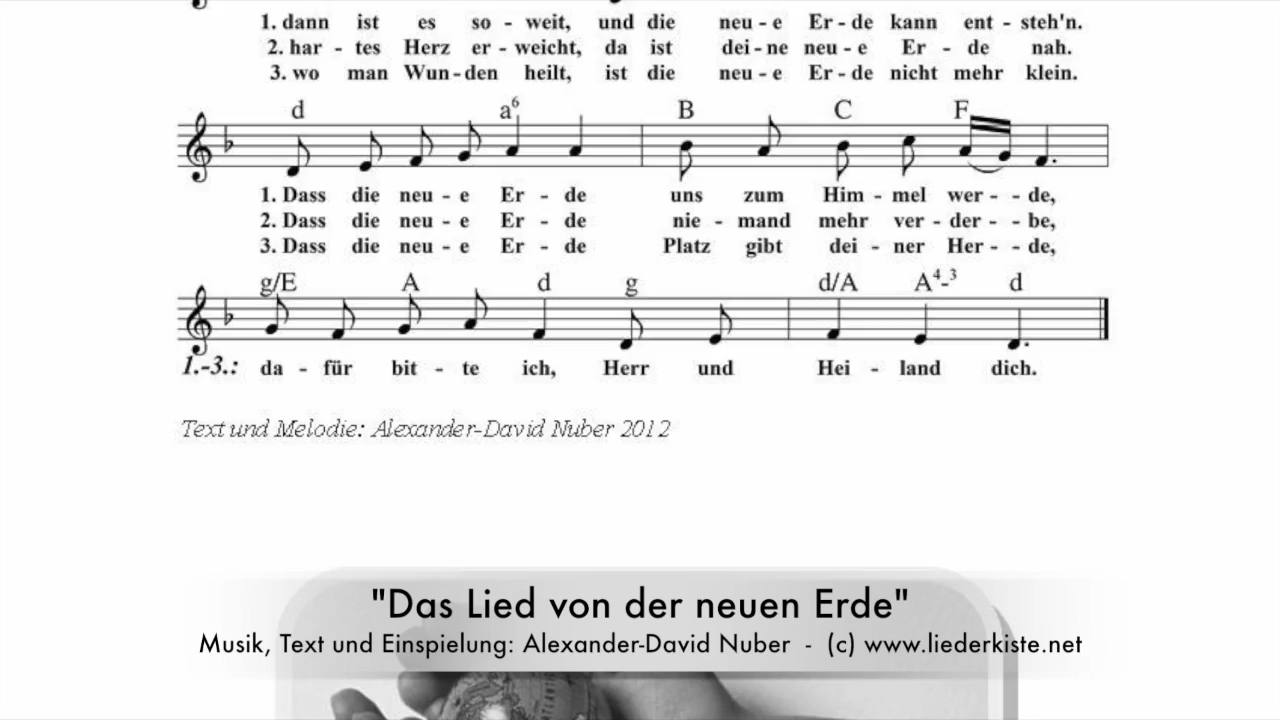 1. dann ist es so - weit, und die neu - e Er - de kann ent - steh'n.
2. har - tes Herz er - weicht, da ist dei - ne neu - e Er - de nah.
3. wo man Wun - den heilt, ist die neu - e Er - de nicht mehr klein.
d a6 B C F
1. Dass die neu - e Er - de uns zum Him - mel wer - - de,
2. Dass die neu - e Er - de nie - mand mehr ver - der - be,
3. Dass die neu - e Er - de Platz gibt dei - ner Her - - de,
g/E A d g d/A A4-3 d
1.-3.: da - für bit - te ich, Herr und Hei - land dich.
Text und Melodie: Alexander-David Nuber 2012
"Das Lied von der neuen Erde"
Musik, Text und Einspielung: Alexander-David Nuber - (c) www.liederkiste.net